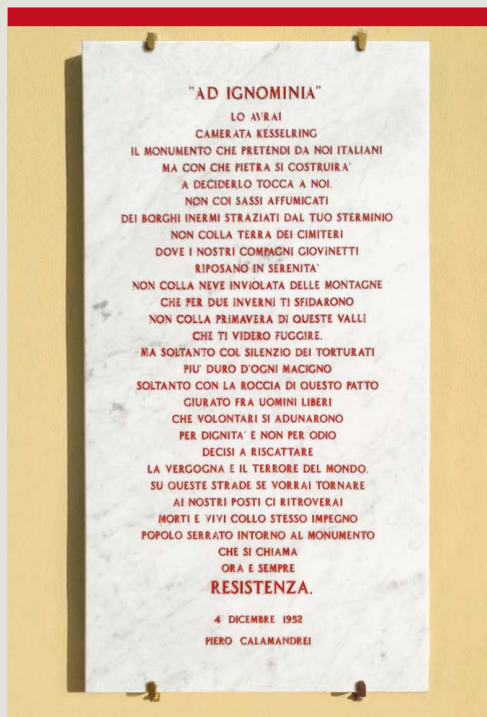 "AD IGNOMINIA"
LO AVRAI
CAMERATA KESSELRING
IL MONUMENTO CHE PRETENDI DA NOI ITALIANI
MA CON CHE PIETRA SI COSTRUIRA'
A DECIDERLO TOCCA A NOI.
NON COI SASSI AFFUMICATI
DEI BORGHI INERMI STRAZIATI DAL TUO STERMINIO
NON COLLA TERRA DEI CIMITERI
DOVE I NOSTRI COMPAGNI GIOVINETTI
RIPOSANO IN SERENITA'
NON COLLA NEVE INVIOLATA DELLE MONTAGNE
CHE PER DUE INVERNI TI SFIDARONO
NON COLLA PRIMAVERA DI QUESTE VALLI
CHE TI VIDERO FUGGIRE.
MA SOLTANTO COL SILENZIO DEI TORTURATI
PIU' DURO D'OGNI MACIGNO
SOLTANTO CON LA ROCCIA DI QUESTO PATTO
GIURATO FRA UOMINI LIBERI
CHE VOLONTARI SI ADUNARONO
PER DIGNITA' E NON PER ODIO
DECISI A RISCATTARE
LA VERGOGNA E IL TERRORE DEL MONDO.
SU QUESTE STRADE SE VORRAI TORNARE
AI NOSTRI POSTI CI RITROVERAI
MORTI E VIVI COLLO STESSO IMPEGNO
POPOLO SERRATO INTORNO AL MONUMENTO
CHE SI CHIAMA
ORA E SEMPRE
RESISTENZA.
4 DICEMBRE 1952
PIERO CALAMANDREI